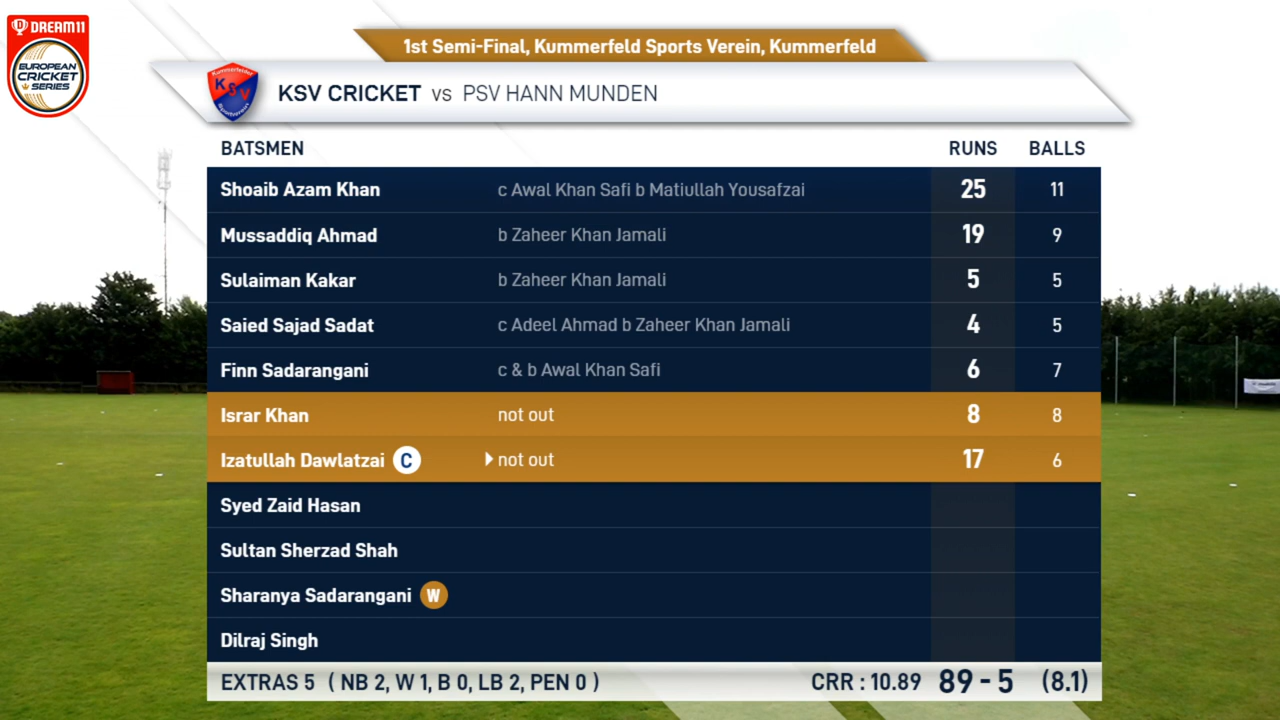 DREAM11
EUROPEAN
CRICKET
SERIES
1st Semi-Final, Kummerfeld Sports Verein, Kummerfeld
Kummerfelder
KSV
Sportverein
KSV CRICKET vs PSV HANN MUNDEN
BATSMEN RUNS BALLS
Shoaib Azam Khan c Awal Khan Safi b Matiullah Yousafzai 25 11
Mussaddiq Ahmad b Zaheer Khan Jamali 19 9
Sulaiman Kakar b Zaheer Khan Jamali 5 5
Saied Sajad Sadat c Adeel Ahmad b Zaheer Khan Jamali 4 5
Finn Sadarangani c & b Awal Khan Safi 6 7
Israr Khan not out 8 8
Izatullah Dawlatzai C not out 17 6
Syed Zaid Hasan
Sultan Sherzad Shah
Sharanya Sadarangani W
Dilraj Singh
EXTRAS 5 ( NB 2, W 1, B 0, LB 2, PEN 0 ) CRR : 10.89 89 - 5 (8.1)